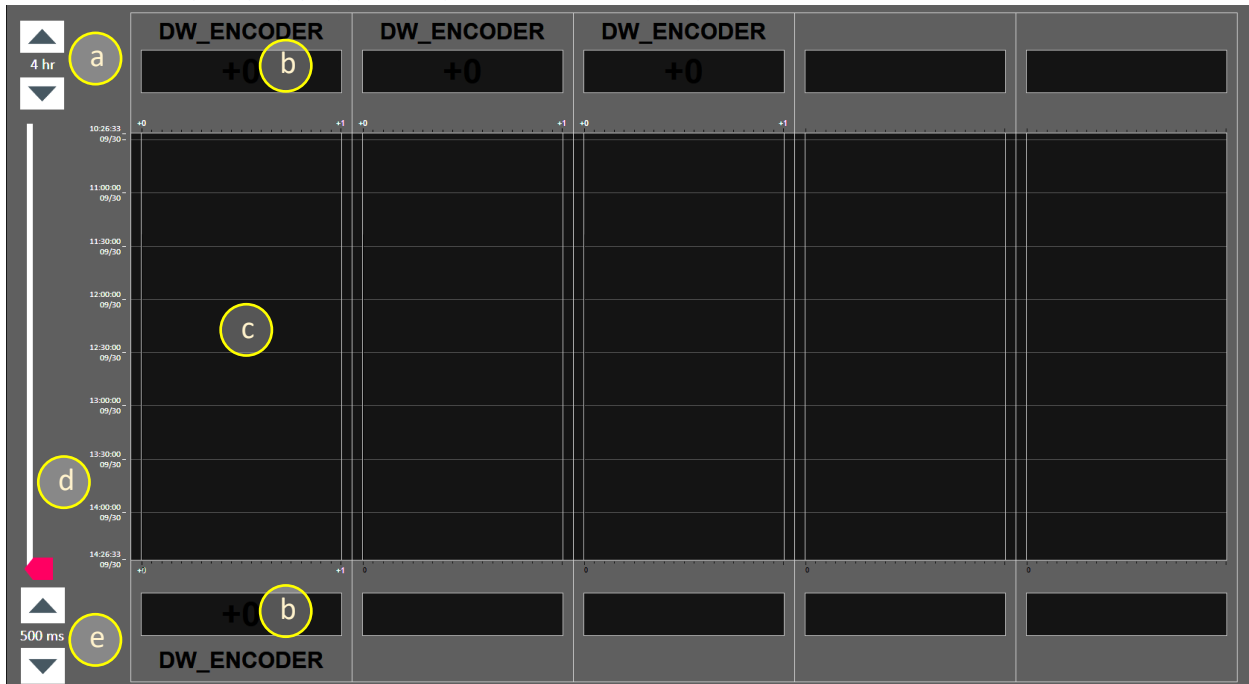 DW_ENCODER DW_ENCODER DW_ENCODER
a
4 hr
+0 b +0 +0
+0 +1 +0 +1 +0 +1
10:26:33
09/30
11:00:00
09/30
11:30:00
09/30
12:00:00
09/30
c
12:30:00
09/30
13:00:00
09/30
13:30:00
09/30
d
14:00:00
09/30
14:26:33
09/30
+0 +1 0 0 0 0
+0 b
500 ms
e
DW_ENCODER